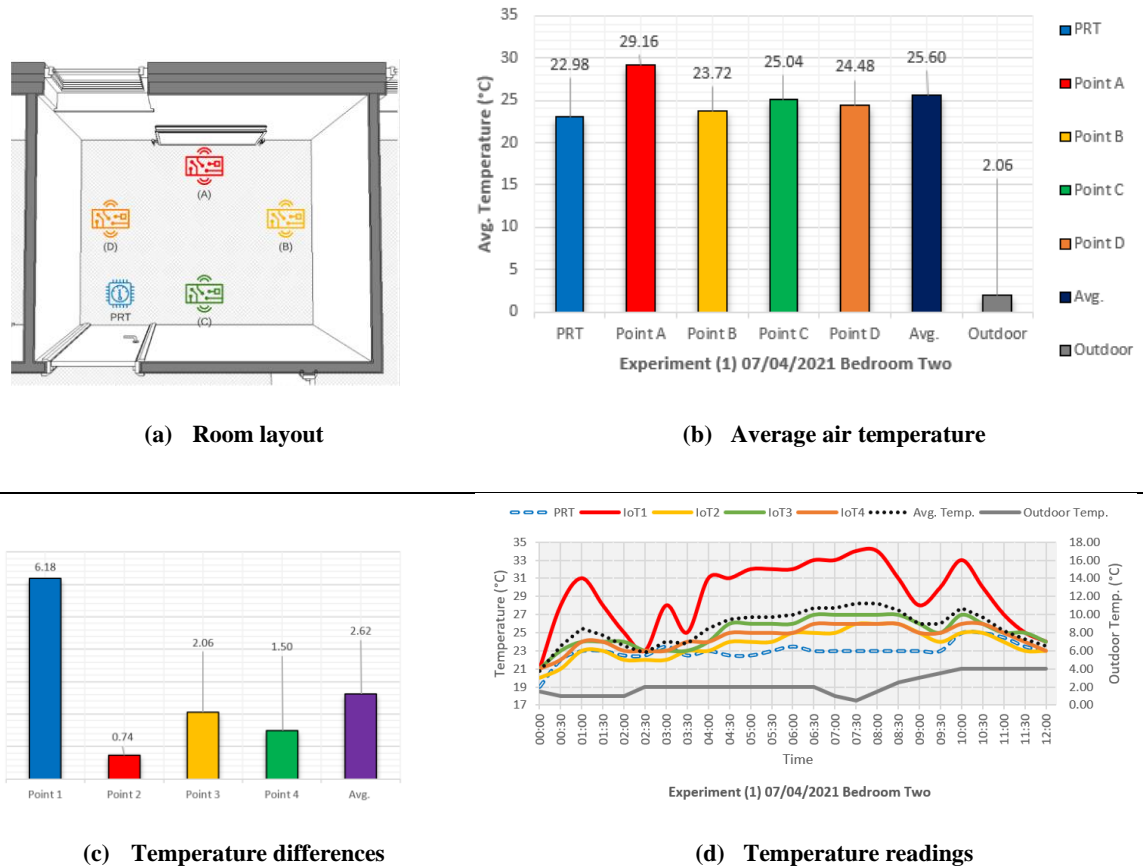 (A)
(D)
(B)
PRT
(C)
(a) Room layout
35
30
25
20
15
10
5
0
Avg. Temperature (°C)
22.98
29.16
23.72
25.04
24.48
25.60
2.06
PRT
Point A
Point B
Point C
Point D
Avg.
Outdoor
Experiment (1) 07/04/2021 Bedroom Two
PRT
Point A
Point B
Point C
Point D
Avg.
Outdoor
(b) Average air temperature
6.18
0.74
2.06
1.50
2.62
Point 1
Point 2
Point 3
Point 4
Avg.
(c) Temperature differences
PRT IoT1 IoT2 IoT3 IoT4 Avg. Temp. Outdoor Temp.
35
33
31
29
27
25
23
21
19
17
Temperature (°C)
18.00
16.00
14.00
12.00
10.00
8.00
6.00
4.00
2.00
0.00
Outdoor Temp. (°C)
00:00
00:30
01:00
01:30
02:00
02:30
03:00
03:30
04:00
04:30
05:00
05:30
06:00
06:30
07:00
07:30
08:00
08:30
09:00
09:30
10:00
10:30
11:00
11:30
12:00
Time
Experiment (1) 07/04/2021 Bedroom Two
(d) Temperature readings